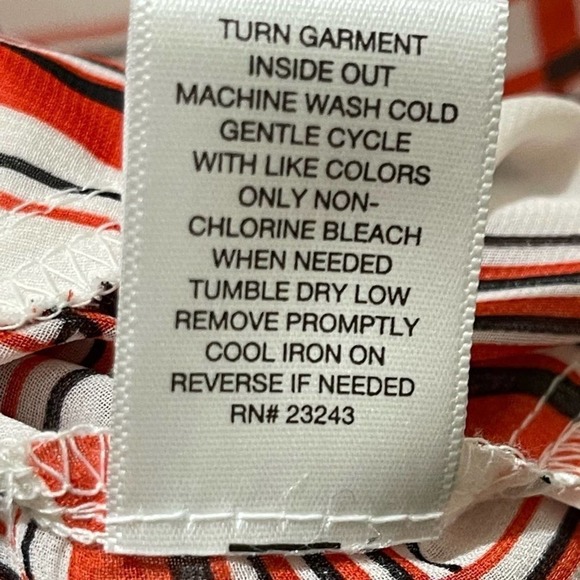 TURN GARMENT
INSIDE OUT
MACHINE WASH COLD
GENTLE CYCLE
WITH LIKE COLORS
ONLY NON-
CHLORINE BLEACH
WHEN NEEDED
TUMBLE DRY LOW
REMOVE PROMPTLY
COOL IRON ON
REVERSE IF NEEDED
RN# 23243